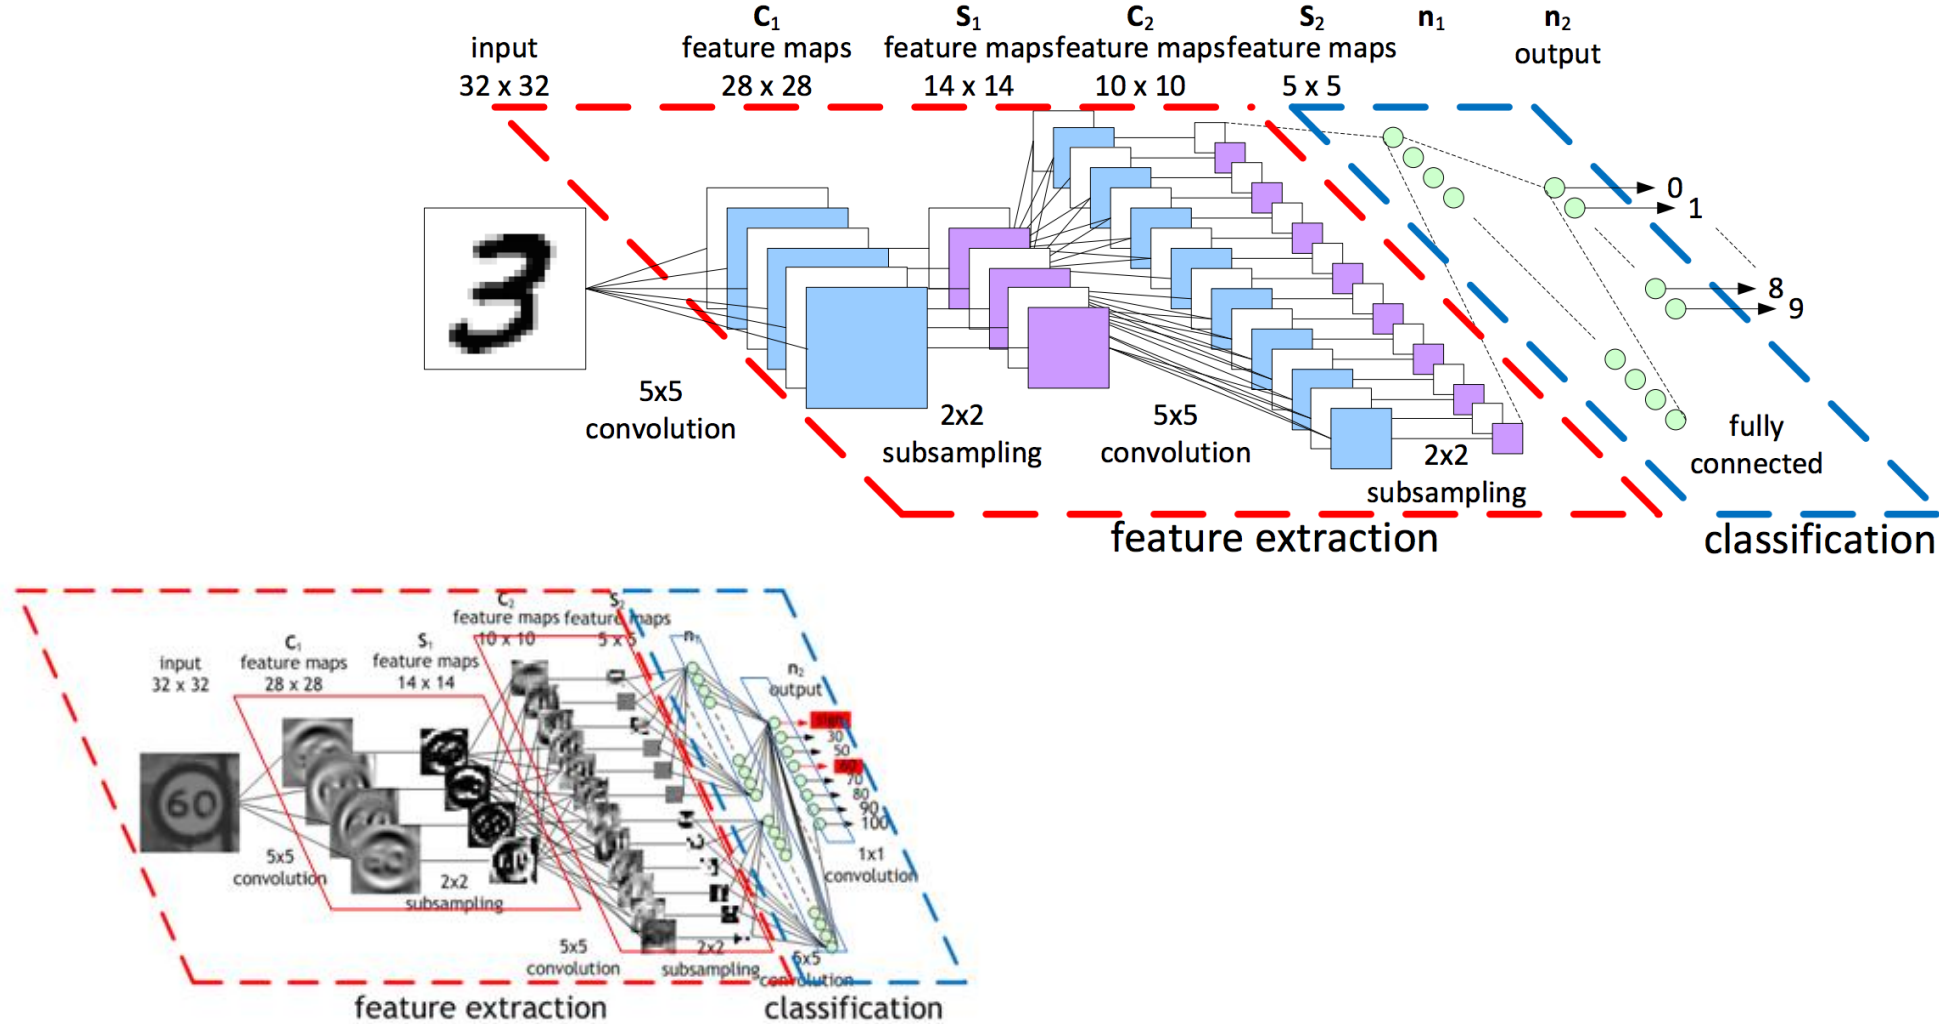 C1
S1
C2
S2
n1
n2
input
feature maps
feature maps
feature maps
feature maps
output
32 x 32
28 x 28
14 x 14
10 x 10
5 x 5
3
0
1
8
9
5x5
convolution
2x2
subsampling
5x5
convolution
2x2
subsampling
fully
connected
feature extraction
classification
C2
S2
feature maps
feature maps
10 x 10
5 x 5
n1
C1
S1
input
feature maps
feature maps
32 x 32
28 x 28
14 x 14
n2
output
30
50
60
70
80
90
100
60
5x5
convolution
2x2
subsampling
1x1
convolution
5x5
convolution
2x2
subsampling
5x5
convolution
feature extraction
classification